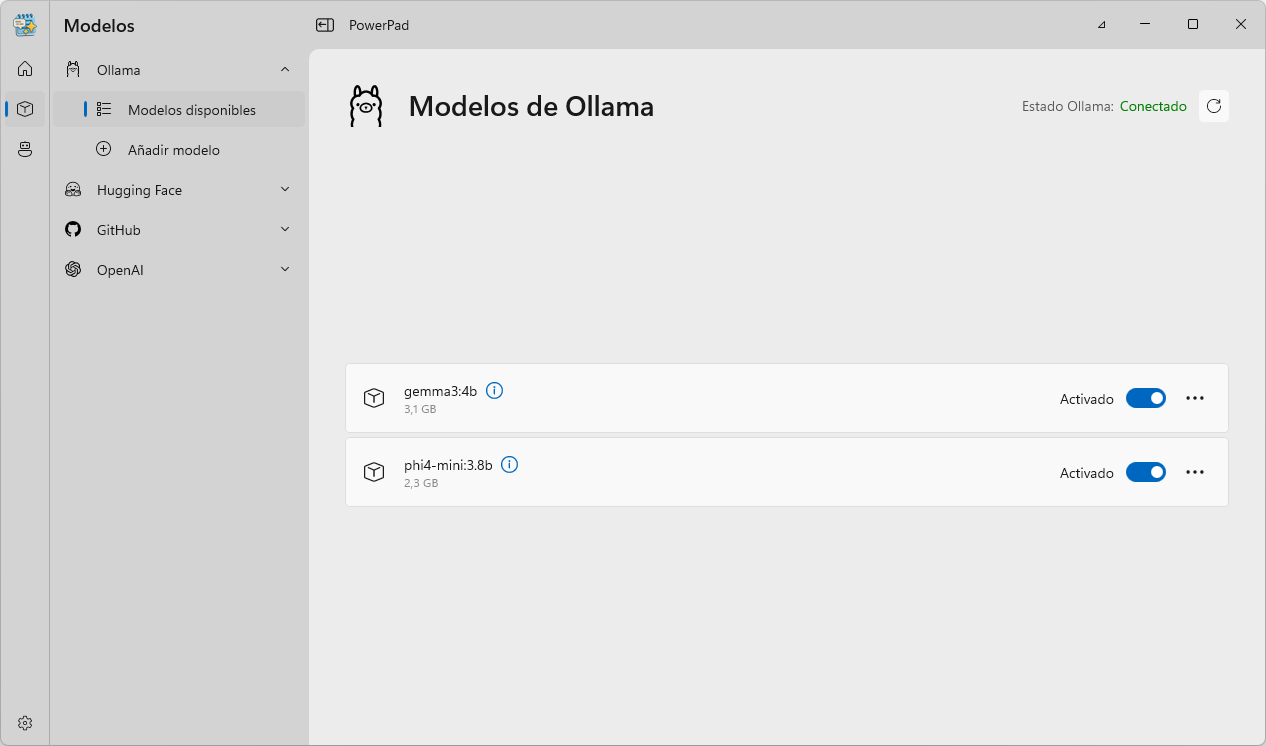 Modelos
PowerPad
Ollama
Modelos disponibles
Añadir modelo
Hugging Face
GitHub
OpenAI
Modelos de Ollama
Estado Ollama: Conectado
gemma3:4b
3,1 GB
Activado
phi4-mini:3.8b
2,3 GB
Activado